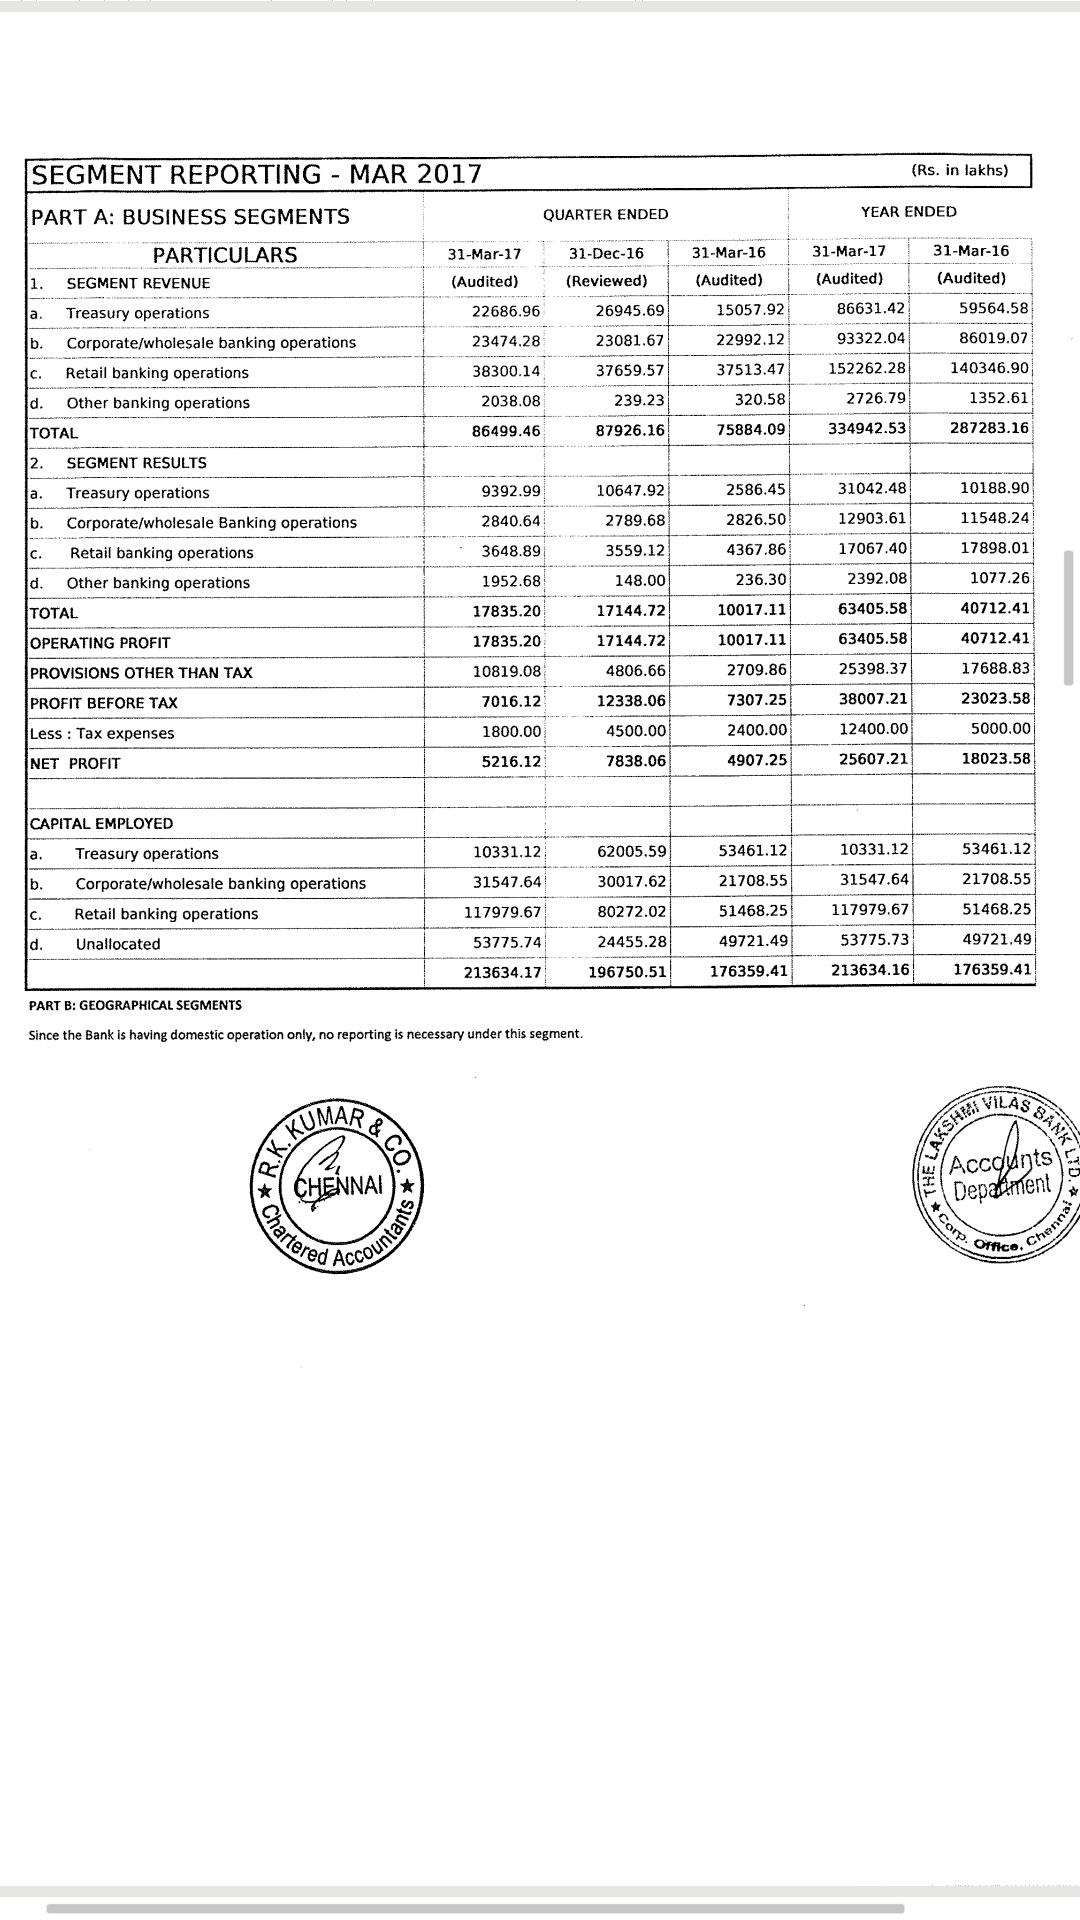 SEGMENT REPORTING - MAR 2017 (Rs. in lakhs)
PART A: BUSINESS SEGMENTS QUARTER ENDED YEAR ENDED
PARTICULARS 31-Mar-17 31-Dec-16 31-Mar-16 31-Mar-17 31-Mar-16
1. SEGMENT REVENUE (Audited) (Reviewed) (Audited) (Audited) (Audited)
a. Treasury operations 22686.96 26945.69 15057.92 86631.42 59564.58
b. Corporate/wholesale banking operations 23474.28 23081.67 22992.12 93322.04 86019.07
c. Retail banking operations 38300.14 37659.57 37513.47 152262.28 140346.90
d. Other banking operations 2038.08 239.23 320.58 2726.79 1352.61
TOTAL 86499.46 87926.16 75884.09 334942.53 287283.16
2. SEGMENT RESULTS
a. Treasury operations 9392.99 10647.92 2586.45 31042.48 10188.90
b. Corporate/wholesale Banking operations 2840.64 2789.68 2826.50 12903.61 11548.24
c. Retail banking operations 3648.89 3559.12 4367.86 17067.40 17898.01
d. Other banking operations 1952.68 148.00 236.30 2392.08 1077.26
TOTAL 17835.20 17144.72 10017.11 63405.58 40712.41
OPERATING PROFIT 17835.20 17144.72 10017.11 63405.58 40712.41
PROVISIONS OTHER THAN TAX 10819.08 4806.66 2709.86 25398.37 17688.83
PROFIT BEFORE TAX 7016.12 12338.06 7307.25 38007.21 23023.58
Less : Tax expenses 1800.00 4500.00 2400.00 12400.00 5000.00
NET PROFIT 5216.12 7838.06 4907.25 25607.21 18023.58
CAPITAL EMPLOYED
a. Treasury operations 10331.12 62005.59 53461.12 10331.12 53461.12
b. Corporate/wholesale banking operations 31547.64 30017.62 21708.55 31547.64 21708.55
c. Retail banking operations 117979.67 80272.02 51468.25 117979.67 51468.25
d. Unallocated 53775.74 24455.28 49721.49 53775.73 49721.49
213634.17 196750.51 176359.41 213634.16 176359.41
PART B: GEOGRAPHICAL SEGMENTS
Since the Bank is having domestic operation only, no reporting is necessary under this segment.
R.K. KUMAR & CO.
CHENNAI
Chartered Accountants
THE LAKSHMI VILAS BANK LTD.
Accounts
Department
Corp. Office, Chennai